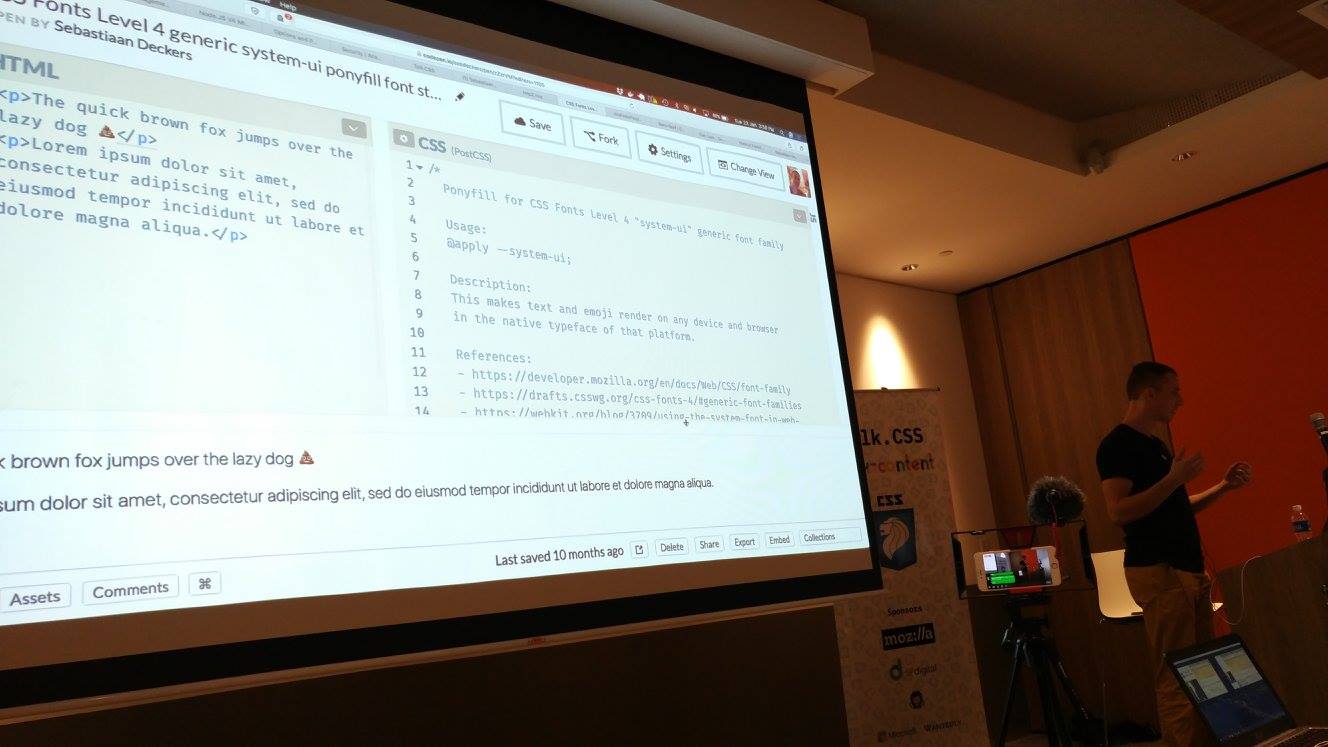 Help
S Fonts Level 4 generic system-ui ponyfill font st...
PEN BY Sebastiaan Deckers
Save
Fork
Settings
Change View
HTML
<p>The quick brown fox jumps over the
lazy dog 💩</p>
<p>Lorem ipsum dolor sit amet,
consectetur adipiscing elit, sed do
eiusmod tempor incididunt ut labore et
dolore magna aliqua.</p>
CSS (PostCSS)
1 /*
2 Ponyfill for CSS Fonts Level 4 "system-ui" generic font family
3
4 Usage:
5 @apply --system-ui;
6
7 Description:
8 This makes text and emoji render on any device and browser
9 in the native typeface of that platform.
10
11 References:
12 - https://developer.mozilla.org/en/docs/Web/CSS/font-family
13 - https://drafts.csswg.org/css-fonts-4/#generic-font-families
14 - https://webkit.org/blog/3709/using-the-system-font-in-web-
k brown fox jumps over the lazy dog 💩
sum dolor sit amet, consectetur adipiscing elit, sed do eiusmod tempor incididunt ut labore et dolore magna aliqua.
Last saved 10 months ago
Delete
Share
Export
Embed
Collections
Assets
Comments
⌘
lk.CSS
-content
CSS
Sponsors
moz://a
digital
Microsoft